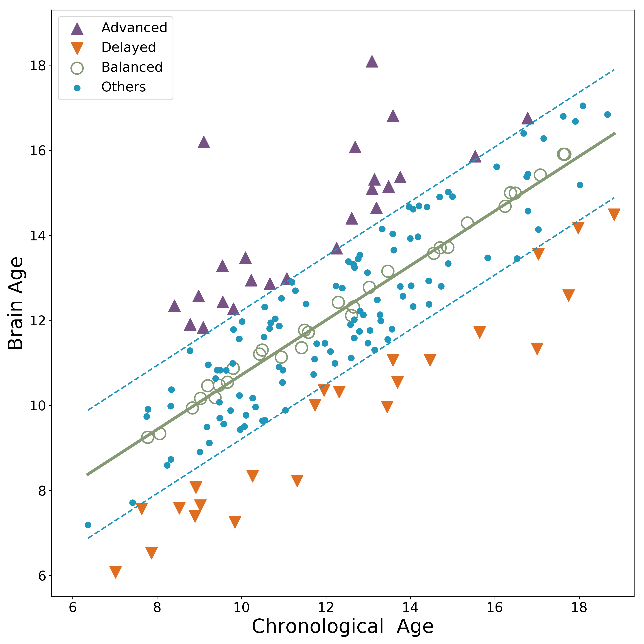 Advanced
Delayed
Balanced
Others
18
16
14
12
10
8
6
Brain Age
6 8 10 12 14 16 18
Chronological Age